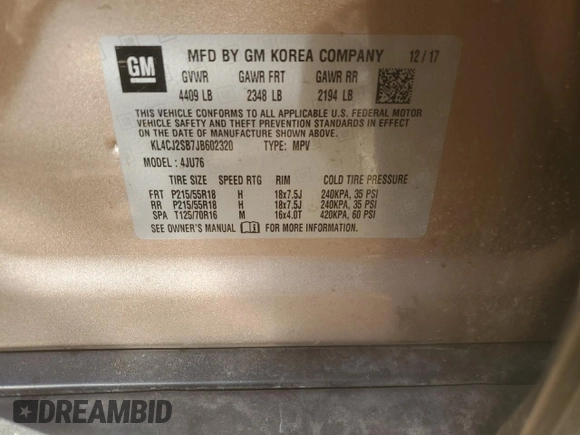 GM
MFD BY GM KOREA COMPANY 12/17
GVWR GAWR FRT GAWR RR
4409 LB 2348 LB 2194 LB
THIS VEHICLE CONFORMS TO ALL APPLICABLE U.S. FEDERAL MOTOR
VEHICLE SAFETY AND THEFT PREVENTION STANDARDS IN EFFECT
ON THE DATE OF MANUFACTURE SHOWN ABOVE.
KL4CJ2SB7JB602320 TYPE: MPV
MODEL : 4JU76
TIRE SIZE SPEED RTG RIM COLD TIRE PRESSURE
FRT P215/55R18 H 18x7.5J 240KPA, 35 PSI
RR P215/55R18 H 18x7.5J 240KPA, 35 PSI
SPA T125/70R16 M 16x4.0T 420KPA, 60 PSI
SEE OWNER'S MANUAL FOR MORE INFORMATION.
DREAMBID